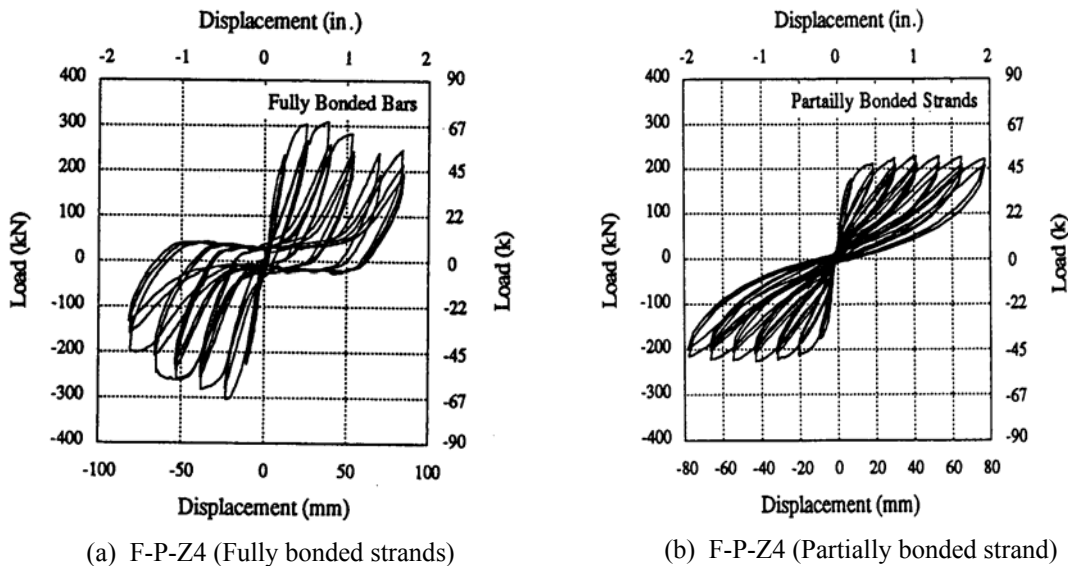 Displacement (in.)
-2 -1 0 1 2
400
300
200
100
0
-100
-200
-300
-400
Load (kN)
Fully Bonded Bars
90
67
45
22
0
-22
-45
-67
-90
Load (k)
-100 -50 0 50 100
Displacement (mm)
(a) F-P-Z4 (Fully bonded strands)
Displacement (in.)
-2 -1 0 1 2
400
300
200
100
0
-100
-200
-300
-400
Load (kN)
Partailly Bonded Strands
90
67
45
22
0
-22
-45
-67
-90
Load (k)
-80 -60 -40 -20 0 20 40 60 80
Displacement (mm)
(b) F-P-Z4 (Partially bonded strand)